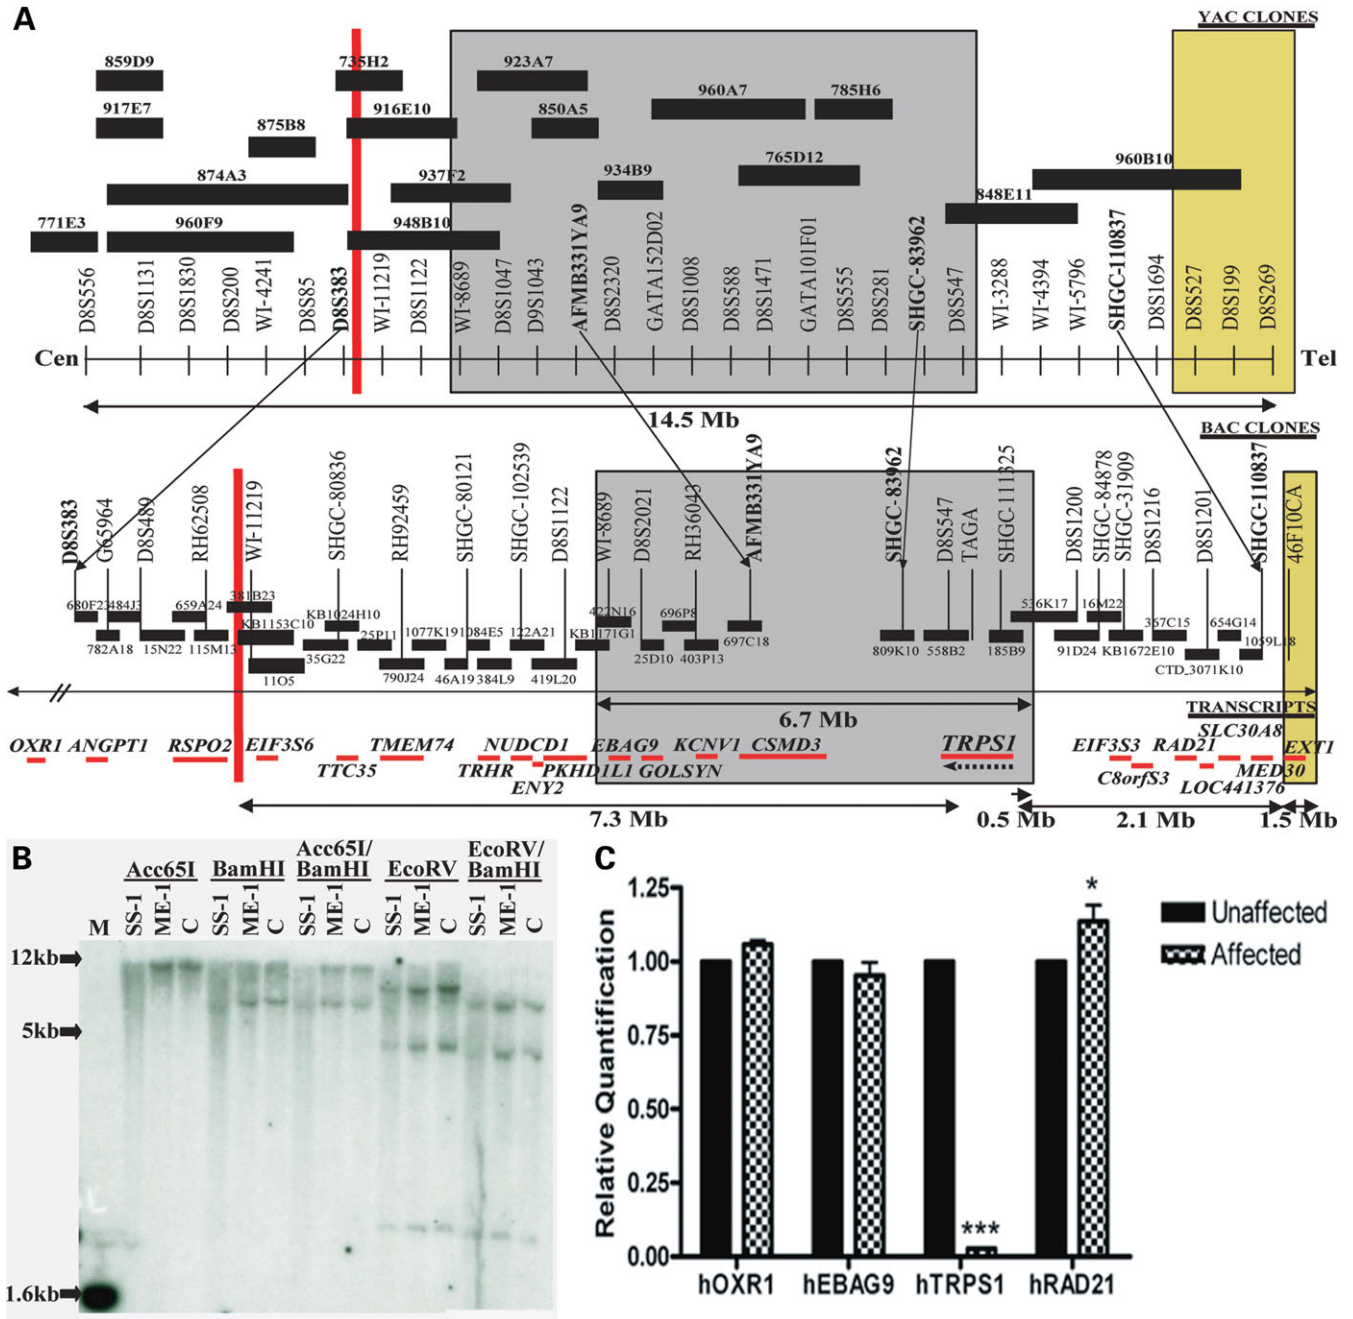 A
YAC CLONES
859D9
735H2
923A7
917E7
916E10
850A5
960A7
785H6
875B8
874A3
937F2
934B9
765D12
960B10
848E11
771E3
960F9
948B10
D8S556
D8S1131
D8S1830
D8S200
WI-4241
D8S85
D8S383
WI-11219
D8S1122
WI-8689
D8S1047
D9S1043
AFMB331YA9
D8S2320
GATA152D02
D8S1008
D8S588
D8S1471
GATA101F01
D8S555
D8S281
SHGC-83962
D8S547
WI-3288
WI-4394
WI-5796
SHGC-110837
D8S1694
D8S527
D8S199
D8S269
Cen
Tel
14.5 Mb
BAC CLONES
D8S383
G65964
D8S489
RH62508
WI-11219
SHGC-80836
RH92459
SHGC-80121
SHGC-102539
D8S1122
WI-8689
D8S2021
RH36043
AFMB331YA9
SHGC-83962
D8S547
TAGA
SHGC-111325
D8S1200
SHGC-84878
SHGC-31909
D8S1216
D8S1201
SHGC-110837
46F10CA
680F23
484J3
659A24
381B23
KB1024H10
422N16
696P8
536K17
16M22
367C15
654G14
782A18
15N22
115M13
KB1153C10
35G22
25P11
1077K19
1084E5
122A21
KB1171G1
697C18
809K10
558B2
185B9
91D24
KB1672E10
1059L18
11O5
790J24
46A19
384L9
419L20
25D10
403P13
CTD_3071K10
6.7 Mb
TRANSCRIPTS
SLC30A8
OXR1 ANGPT1 RSPO2 EIF3S6 TMEM74 NUDCD1 EBAG9 KCNV1 CSMD3 TRPS1 EIF3S3 RAD21 EXT1
TTC35 TRHR PKHD1L1 GOLSYN C8orfS3 MED30
ENY2 LOC441376
7.3 Mb 0.5 Mb 2.1 Mb 1.5 Mb
B
Acc65I BamHI Acc65I/BamHI EcoRV EcoRV/BamHI
M SS-1 ME-1 C SS-1 ME-1 C SS-1 ME-1 C SS-1 ME-1 C SS-1 ME-1 C
12kb
5kb
1.6kb
C
Relative Quantification
1.25
1.00
0.75
0.50
0.25
0.00
Unaffected
Affected
*
***
hOXR1 hEBAG9 hTRPS1 hRAD21